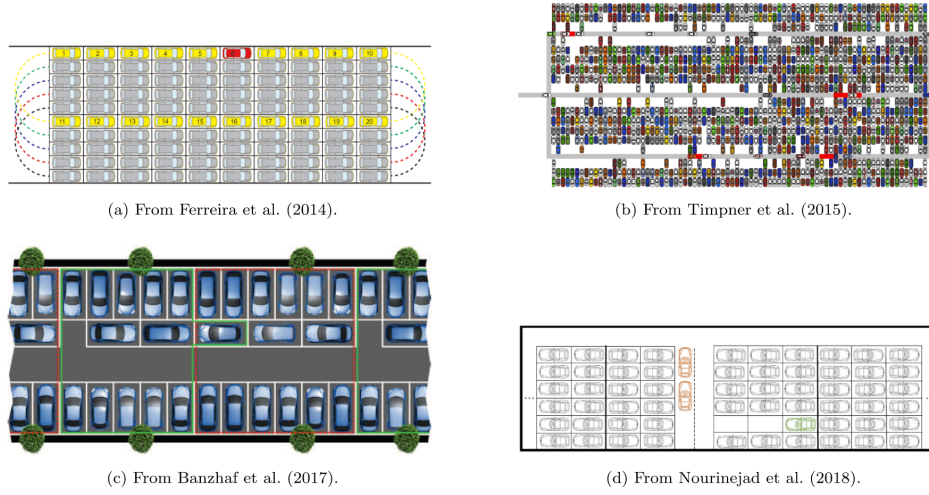 1 2 3 4 5 7 8 9 10
11 12 13 14 15 16 17 18 19 20
(a) From Ferreira et al. (2014).
(b) From Timpner et al. (2015).
(c) From Banzhaf et al. (2017).
(d) From Nourinejad et al. (2018).